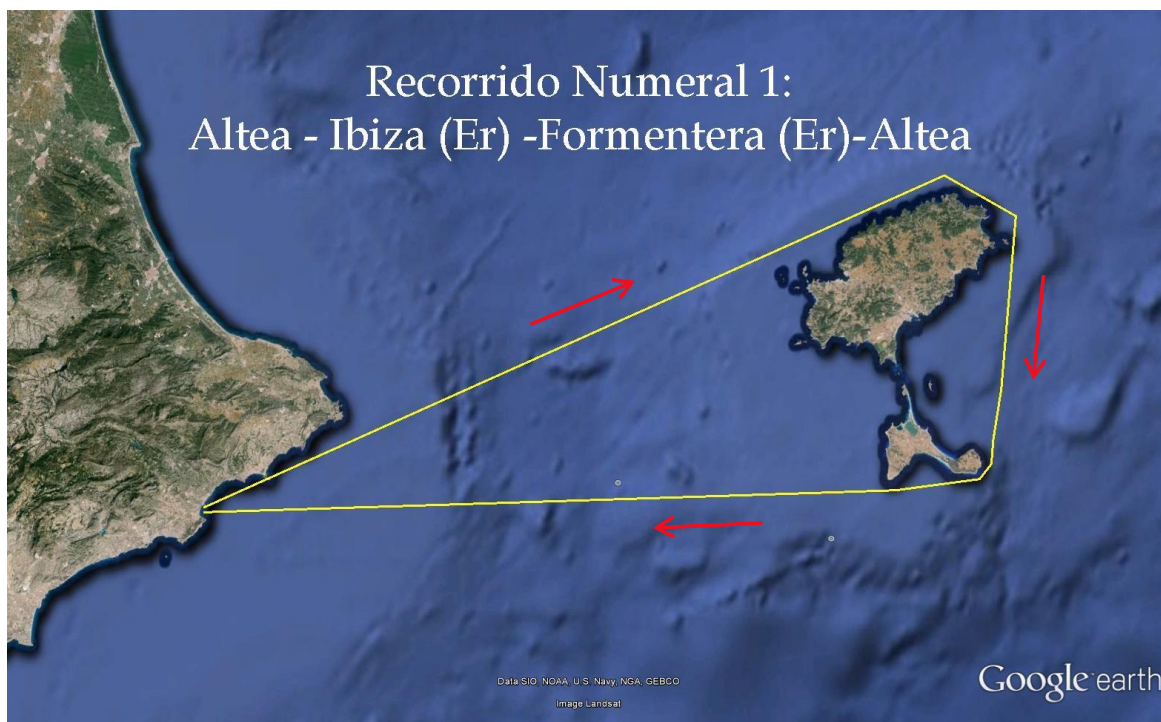 Recorrido Numeral 1:
Altea - Ibiza (Er) -Formentera (Er)-Altea
Data SIO, NOAA, U.S. Navy, NGA, GEBCO
Image Landsat
Google earth